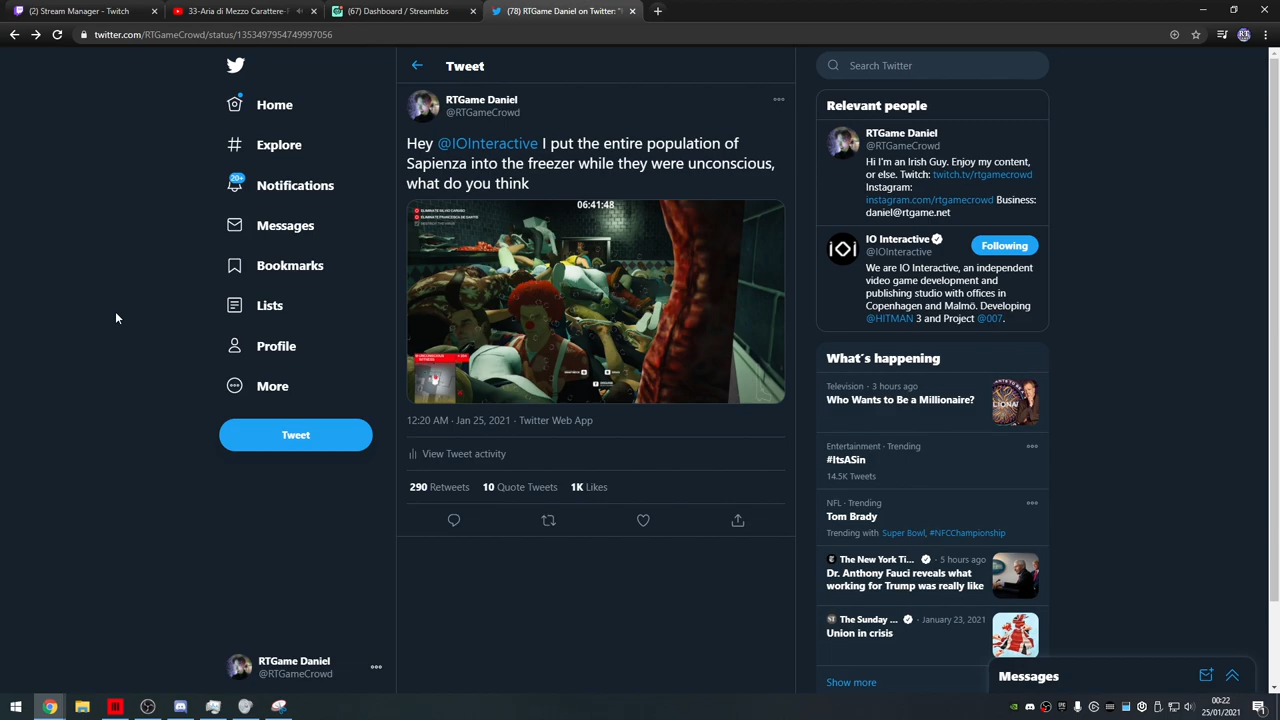 (2) Stream Manager - Twitch
33-Aria di Mezzo Carattere-F
(67) Dashboard / Streamlabs
(78) RTGame Daniel on Twitter: "
twitter.com/RTGameCrowd/status/1353497954749997056
Home
Explore
20+
Notifications
Messages
Bookmarks
Lists
Profile
More
Tweet
RTGame Daniel
@RTGameCrowd
Tweet
RTGame Daniel
@RTGameCrowd
Hey @IOInteractive I put the entire population of
Sapienza into the freezer while they were unconscious,
what do you think
06:41:48
ELIMINATE SILVIO CARUSO
ELIMINATE FRANCESCA DE SANTIS
12:20 AM · Jan 25, 2021 · Twitter Web App
View Tweet activity
290 Retweets 10 Quote Tweets 1K Likes
Search Twitter
Relevant people
RTGame Daniel
@RTGameCrowd
Hi I'm an Irish Guy. Enjoy my content,
or else. Twitch: twitch.tv/rtgamecrowd
Instagram:
instagram.com/rtgamecrowd Business:
daniel@rtgame.net
IO Interactive
@IOInteractive
Following
We are IO Interactive, an independent
video game development and
publishing studio with offices in
Copenhagen and Malmö. Developing
@HITMAN 3 and Project @007.
What's happening
Television · 3 hours ago
Who Wants to Be a Millionaire?
Entertainment · Trending
#ItsASin
14.5K Tweets
NFL · Trending
Tom Brady
Trending with Super Bowl, #NFCChampionship
The New York Ti... · 5 hours ago
Dr. Anthony Fauci reveals what
working for Trump was really like
The Sunday ... · January 23, 2021
Union in crisis
Show more
Messages
00:22
25/01/2021